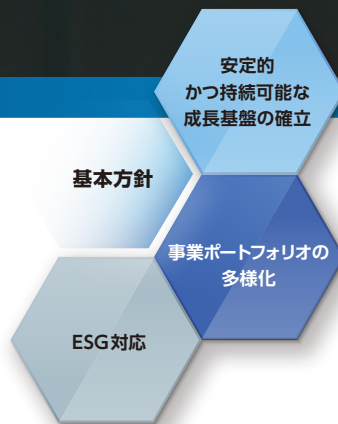 安定的
かつ持続可能な
成長基盤の確立
基本方針
事業ポートフォリオの
多様化
ESG対応